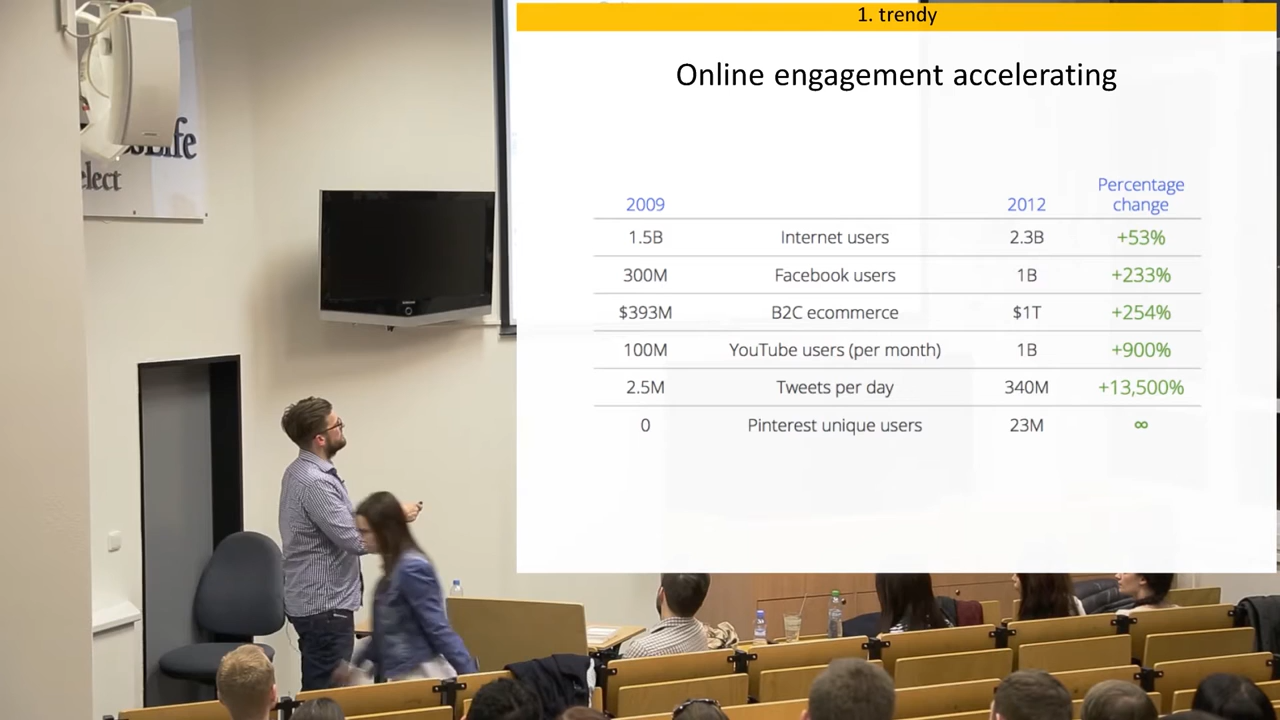 1. trendy
Online engagement accelerating
Percentage
2009 2012 change
1.5B Internet users 2.3B +53%
300M Facebook users 1B +233%
$393M B2C ecommerce $1T +254%
100M YouTube users (per month) 1B +900%
2.5M Tweets per day 340M +13,500%
0 Pinterest unique users 23M ∞